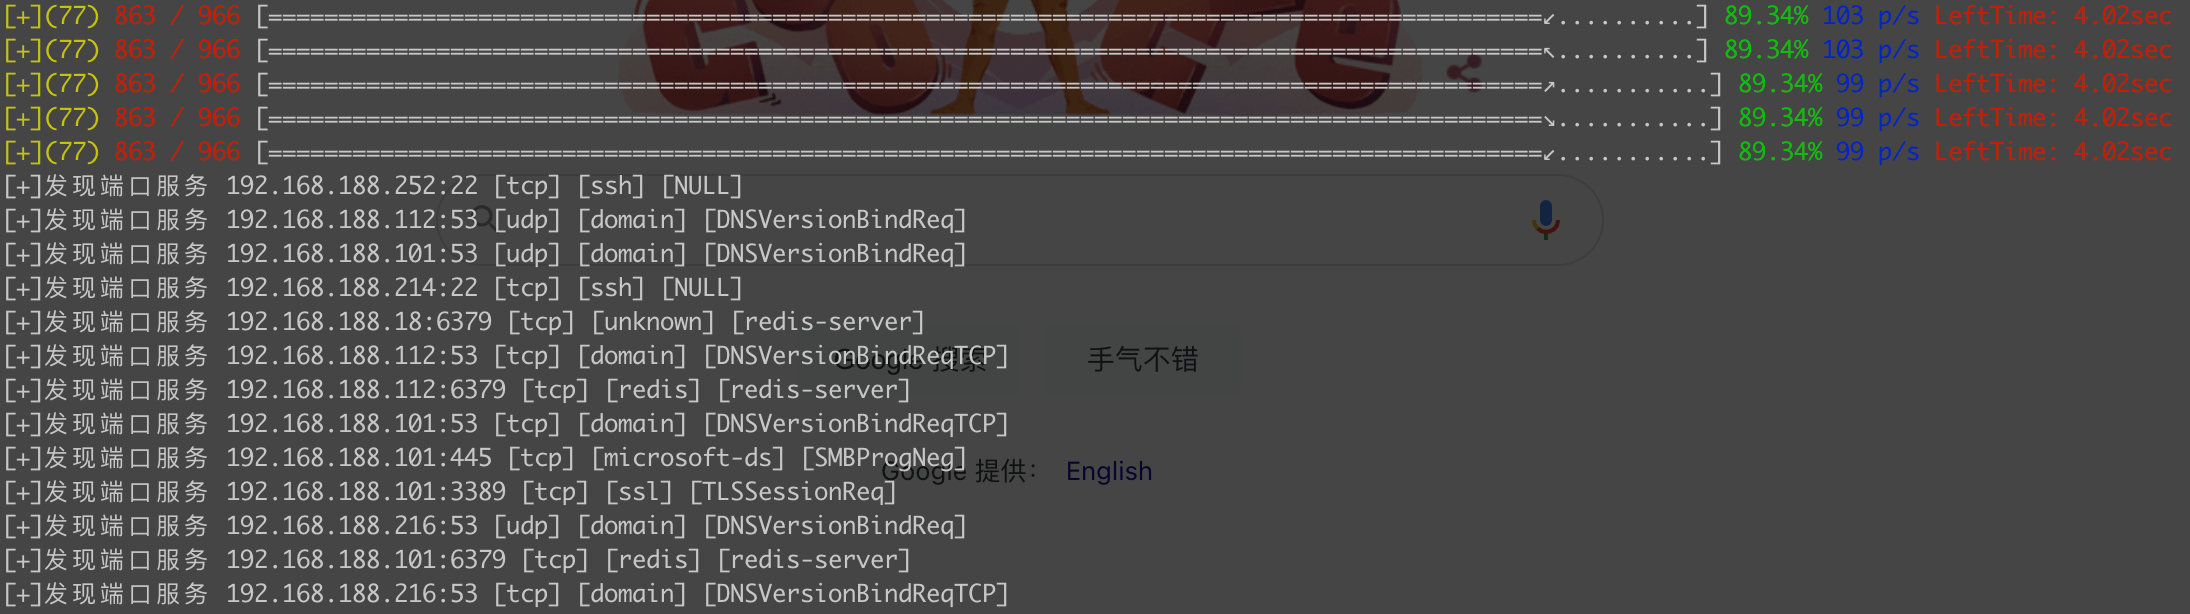 [+](77) 863 / 966 [===========================================================================================↙..........] 89.34% 103 p/s LeftTime: 4.02sec
[+](77) 863 / 966 [===========================================================================================↖..........] 89.34% 103 p/s LeftTime: 4.02sec
[+](77) 863 / 966 [===========================================================================================↗...........] 89.34% 99 p/s LeftTime: 4.02sec
[+](77) 863 / 966 [===========================================================================================↘...........] 89.34% 99 p/s LeftTime: 4.02sec
[+](77) 863 / 966 [===========================================================================================↙...........] 89.34% 99 p/s LeftTime: 4.02sec
[+]发现端口服务 192.168.188.252:22 [tcp] [ssh] [NULL]
[+]发现端口服务 192.168.188.112:53 [udp] [domain] [DNSVersionBindReq]
[+]发现端口服务 192.168.188.101:53 [udp] [domain] [DNSVersionBindReq]
[+]发现端口服务 192.168.188.214:22 [tcp] [ssh] [NULL]
[+]发现端口服务 192.168.188.18:6379 [tcp] [unknown] [redis-server]
[+]发现端口服务 192.168.188.112:53 [tcp] [domain] [DNSVersionBindReqTCP]
Google 搜索 手气不错
[+]发现端口服务 192.168.188.112:6379 [tcp] [redis] [redis-server]
[+]发现端口服务 192.168.188.101:53 [tcp] [domain] [DNSVersionBindReqTCP]
[+]发现端口服务 192.168.188.101:445 [tcp] [microsoft-ds] [SMBProgNeg]
Google 提供： English
[+]发现端口服务 192.168.188.101:3389 [tcp] [ssl] [TLSSessionReq]
[+]发现端口服务 192.168.188.216:53 [udp] [domain] [DNSVersionBindReq]
[+]发现端口服务 192.168.188.101:6379 [tcp] [redis] [redis-server]
[+]发现端口服务 192.168.188.216:53 [tcp] [domain] [DNSVersionBindReqTCP]